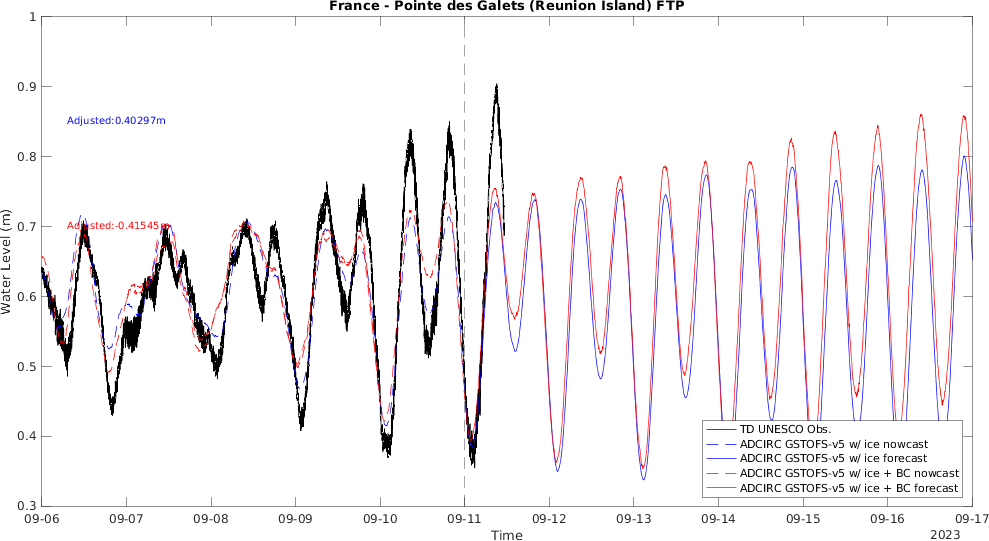 France - Pointe des Galets (Reunion Island) FTP
1
0.9
0.8
0.7
0.6
0.5
0.4
0.3
Water Level (m)
Adjusted:0.40297m
Adjusted:-0.41545m
TD UNESCO Obs.
ADCIRC GSTOFS-v5 w/ ice nowcast
ADCIRC GSTOFS-v5 w/ ice forecast
ADCIRC GSTOFS-v5 w/ ice + BC nowcast
ADCIRC GSTOFS-v5 w/ ice + BC forecast
09-06 09-07 09-08 09-09 09-10 09-11 09-12 09-13 09-14 09-15 09-16 09-17
Time
2023